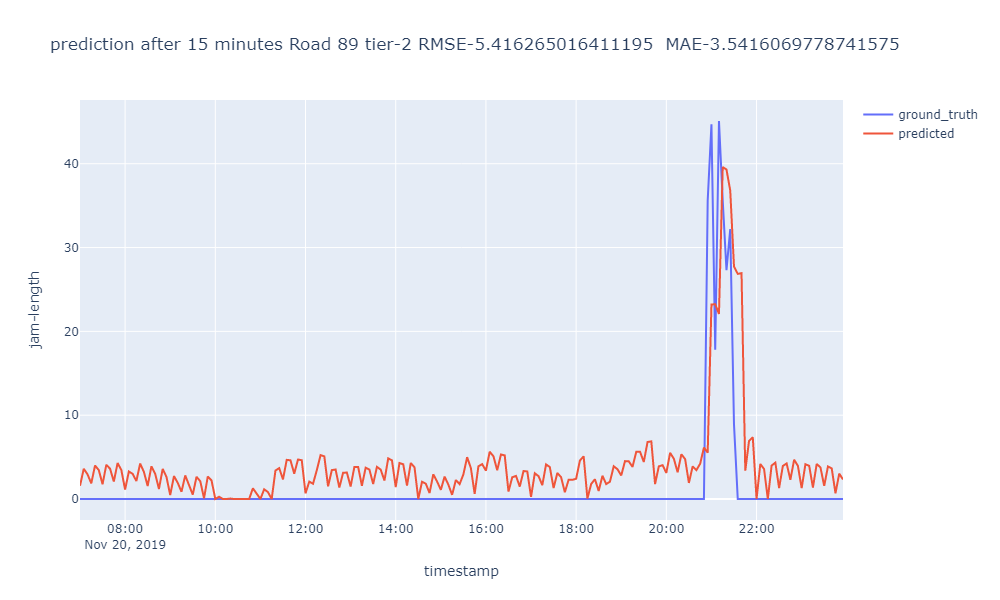 prediction after 15 minutes Road 89 tier-2 RMSE-5.416265016411195  MAE-3.5416069778741575
ground_truth
predicted
40
30
20
10
0
jam-length
08:00 10:00 12:00 14:00 16:00 18:00 20:00 22:00
Nov 20, 2019
timestamp